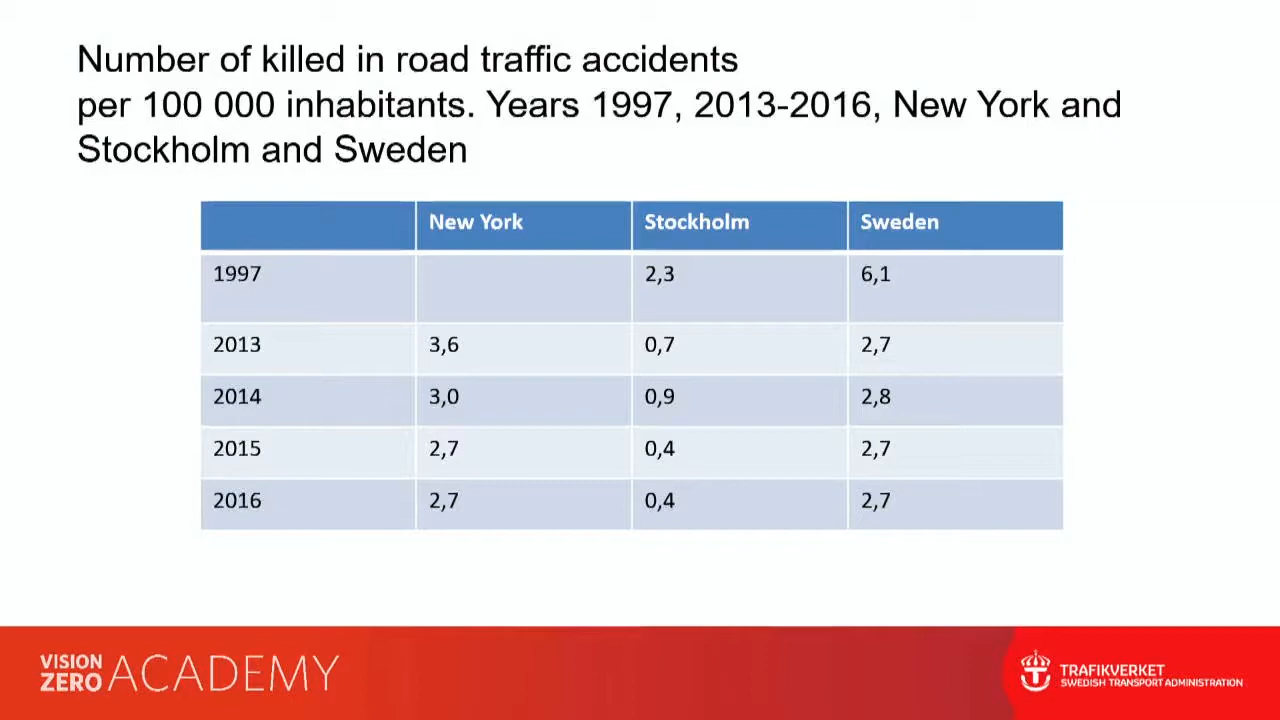 Number of killed in road traffic accidents
per 100 000 inhabitants. Years 1997, 2013-2016, New York and
Stockholm and Sweden
New York Stockholm Sweden
1997 2,3 6,1
2013 3,6 0,7 2,7
2014 3,0 0,9 2,8
2015 2,7 0,4 2,7
2016 2,7 0,4 2,7
VISION
ZERO ACADEMY
TRAFIKVERKET
SWEDISH TRANSPORT ADMINISTRATION